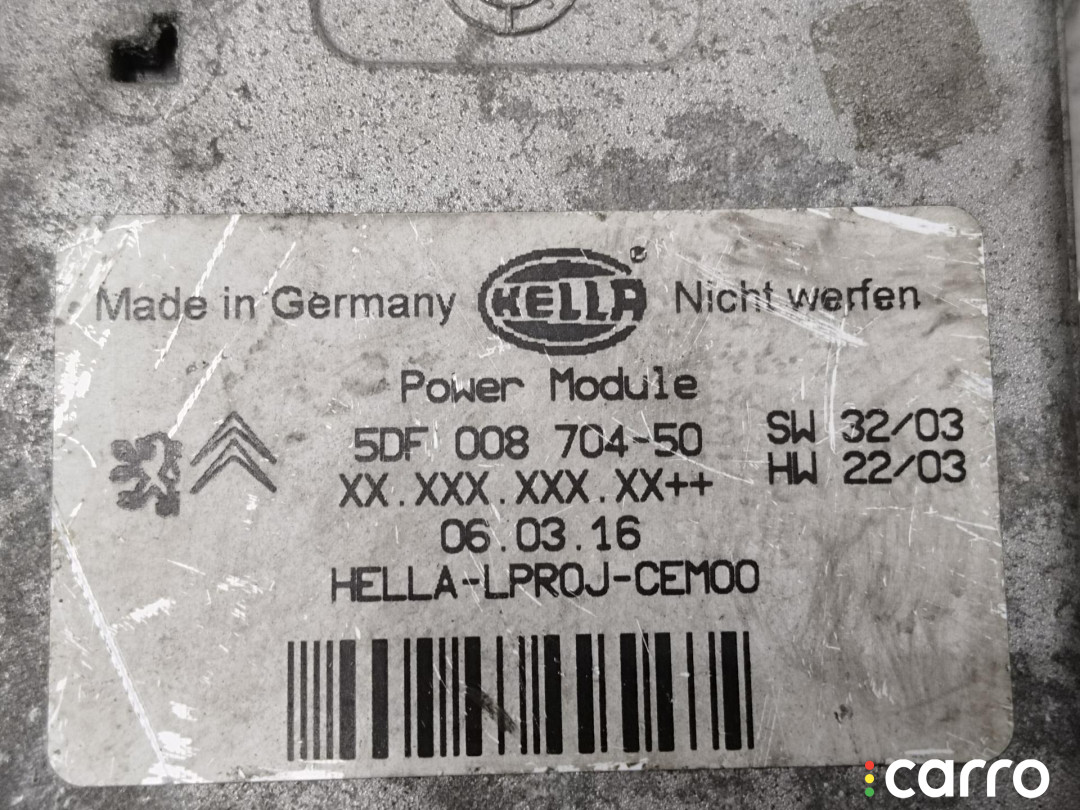 Made in Germany HELLA Nicht werfen
Power Module
5DF 008 704-50 SW 32/03
XX.XXX.XXX.XX++ HW 22/03
06.03.16
HELLA-LPROJ-CEM00
carro